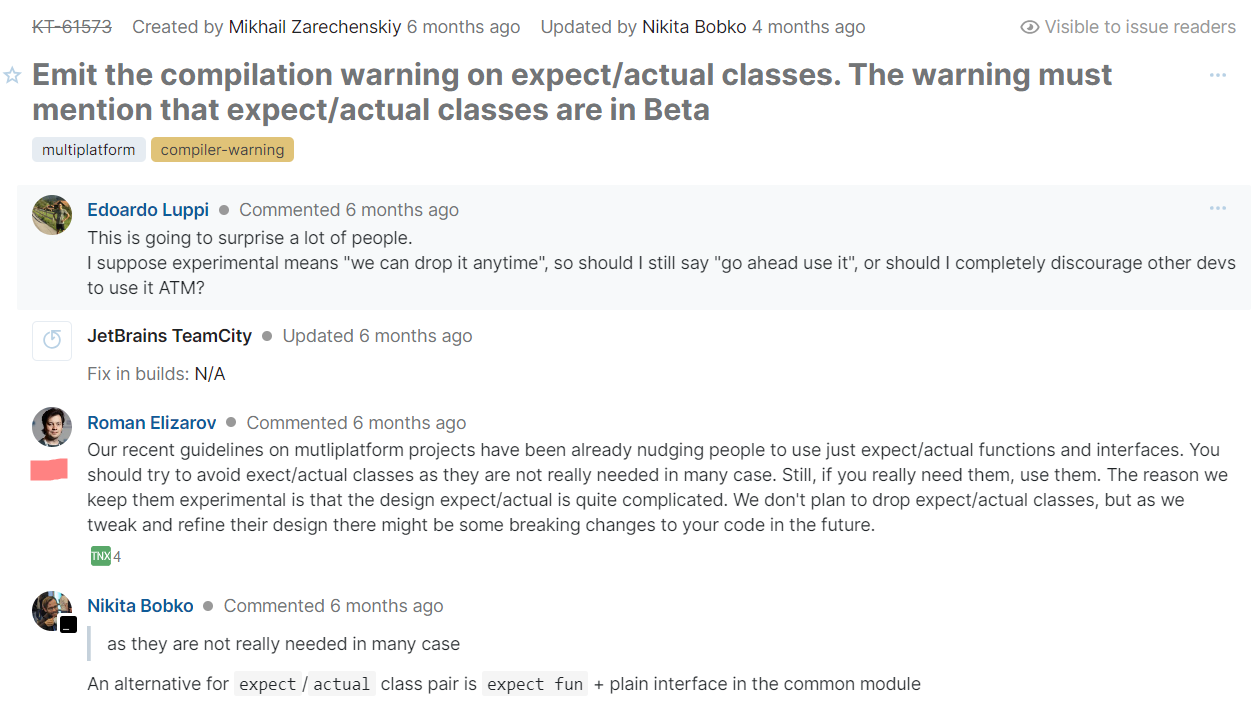 KT-61573 Created by Mikhail Zarechenskiy 6 months ago Updated by Nikita Bobko 4 months ago Visible to issue readers
Emit the compilation warning on expect/actual classes. The warning must
mention that expect/actual classes are in Beta
multiplatform compiler-warning
Edoardo Luppi Commented 6 months ago
This is going to surprise a lot of people.
I suppose experimental means "we can drop it anytime", so should I still say "go ahead use it", or should I completely discourage other devs
to use it ATM?
JetBrains TeamCity Updated 6 months ago
Fix in builds: N/A
Roman Elizarov Commented 6 months ago
Our recent guidelines on mutliplatform projects have been already nudging people to use just expect/actual functions and interfaces. You
should try to avoid exect/actual classes as they are not really needed in many case. Still, if you really need them, use them. The reason we
keep them experimental is that the design expect/actual is quite complicated. We don't plan to drop expect/actual classes, but as we
tweak and refine their design there might be some breaking changes to your code in the future.
TNX 4
Nikita Bobko Commented 6 months ago
as they are not really needed in many case
An alternative for expect / actual class pair is expect fun + plain interface in the common module